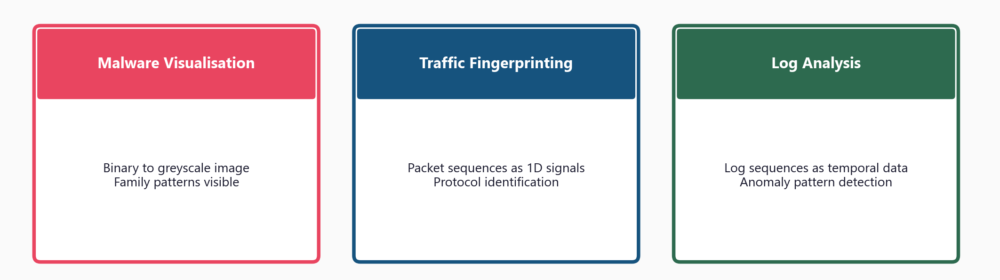 Malware Visualisation
Binary to greyscale image
Family patterns visible
Traffic Fingerprinting
Packet sequences as 1D signals
Protocol identification
Log Analysis
Log sequences as temporal data
Anomaly pattern detection